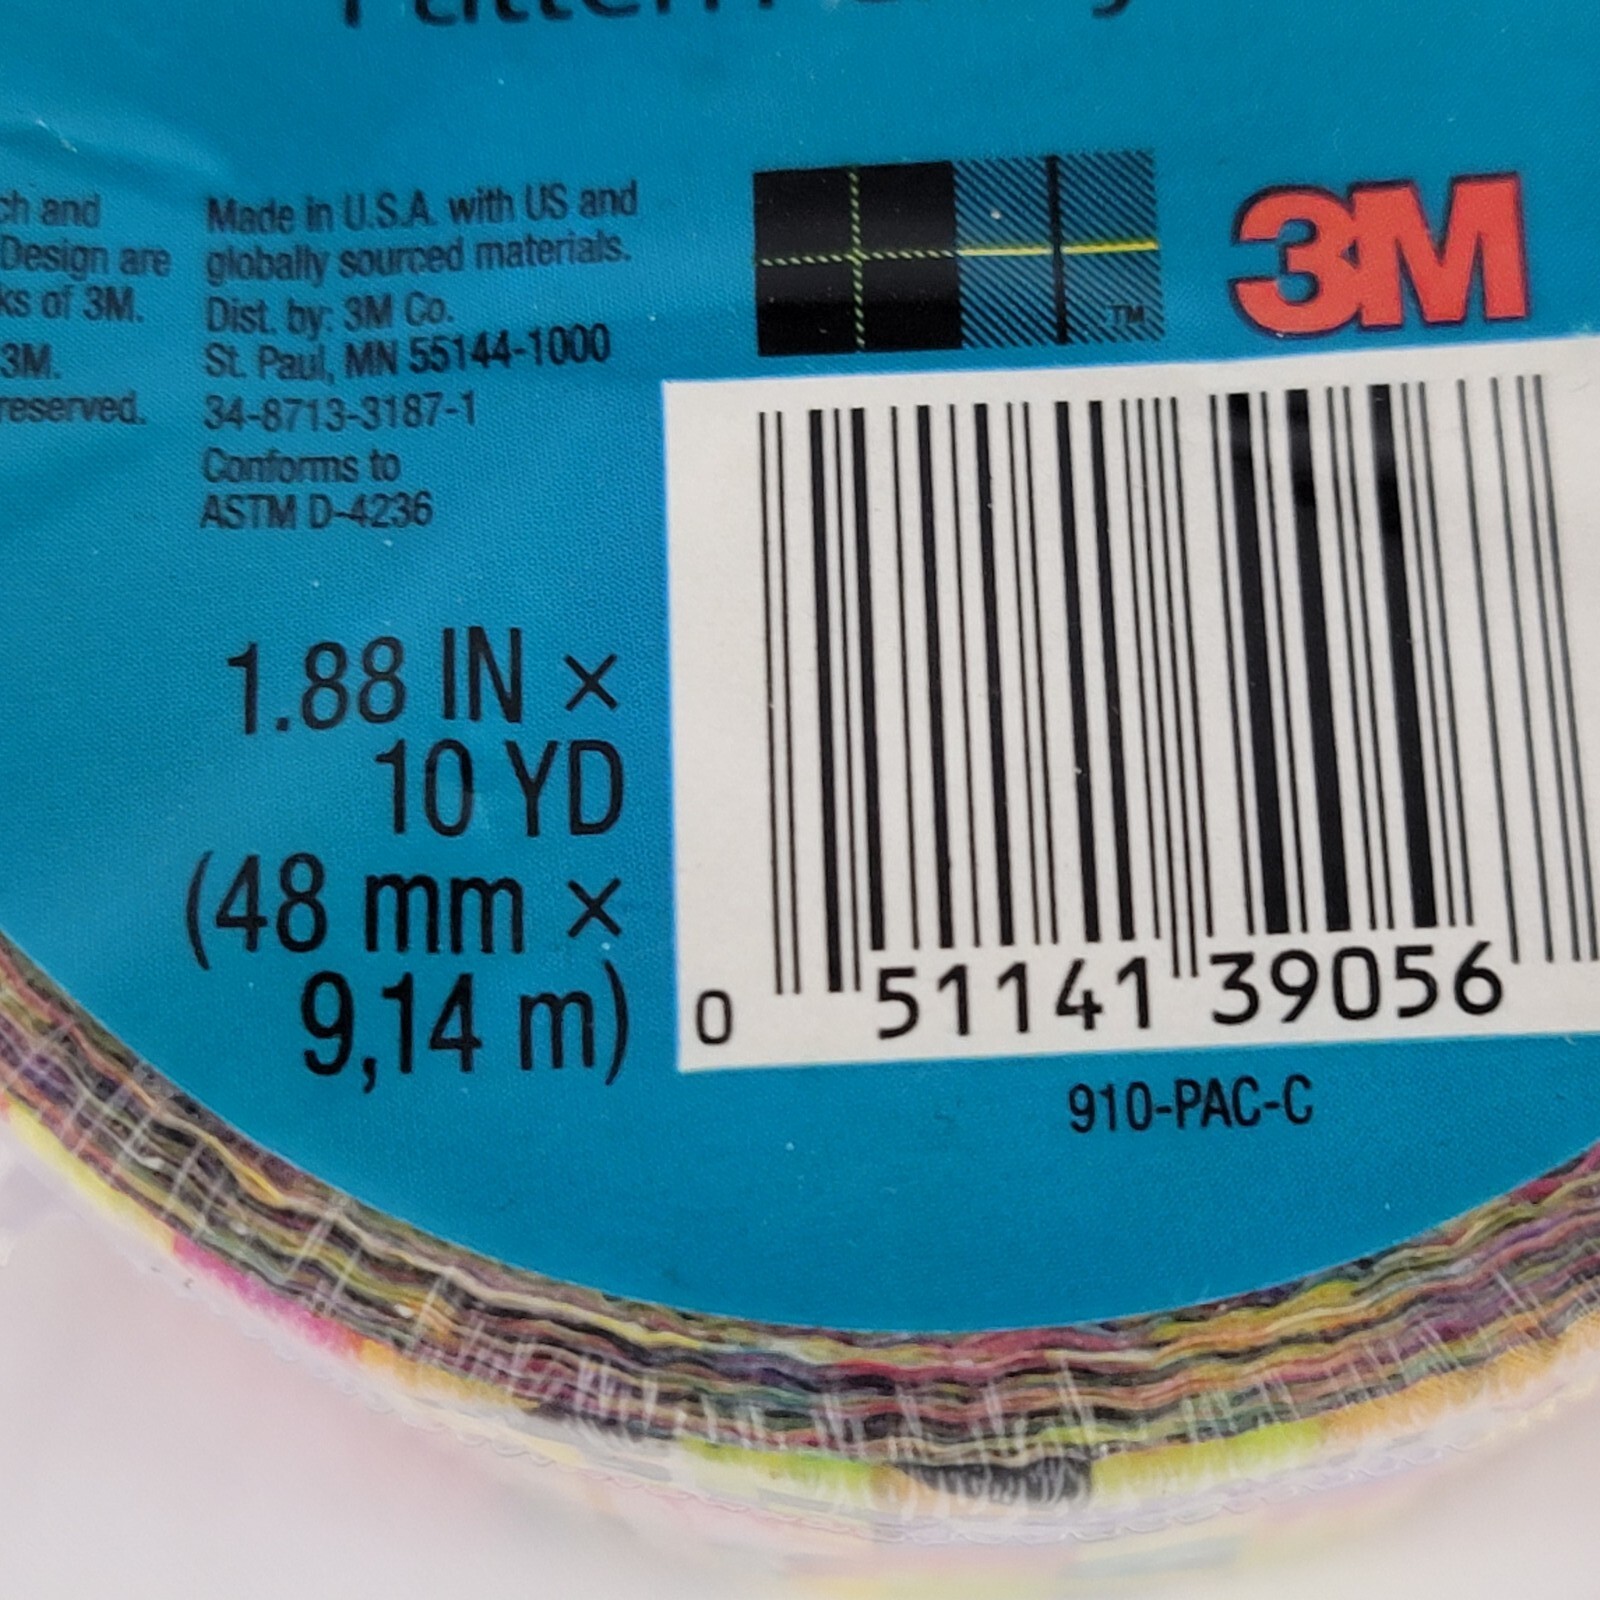 ch and
Design are
ks of 3M.
3M.
reserved.
Made in U.S.A. with US and
globally sourced materials.
Dist. by: 3M Co.
St. Paul, MN 55144-1000
34-8713-3187-1
Conforms to
ASTM D-4236
TM
3M
1.88 IN ×
10 YD
(48 mm ×
9,14 m)
0 51141 39056
910-PAC-C